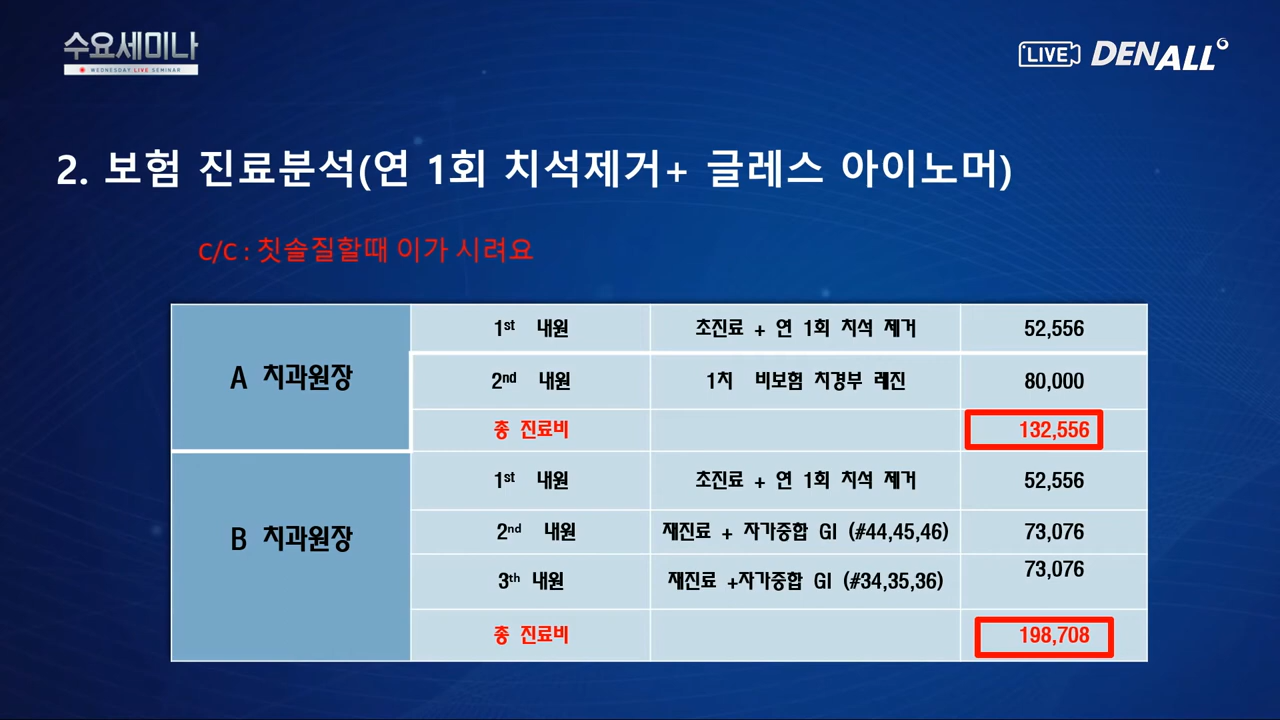 수요세미나
WEDNESDAY LIVE SEMINAR
LIVE DENALL
2. 보험 진료분석(연 1회 치석제거+ 글레스 아이노머)
C/C : 칫솔질할때 이가 시려요
A 치과원장
1st 내원 초진료 + 연 1회 치석 제거 52,556
2nd 내원 1치 비보험 치경부 레진 80,000
총 진료비 132,556
B 치과원장
1st 내원 초진료 + 연 1회 치석 제거 52,556
2nd 내원 재진료 + 자가중합 GI (#44,45,46) 73,076
3th 내원 재진료 +자가중합 GI (#34,35,36) 73,076
총 진료비 198,708